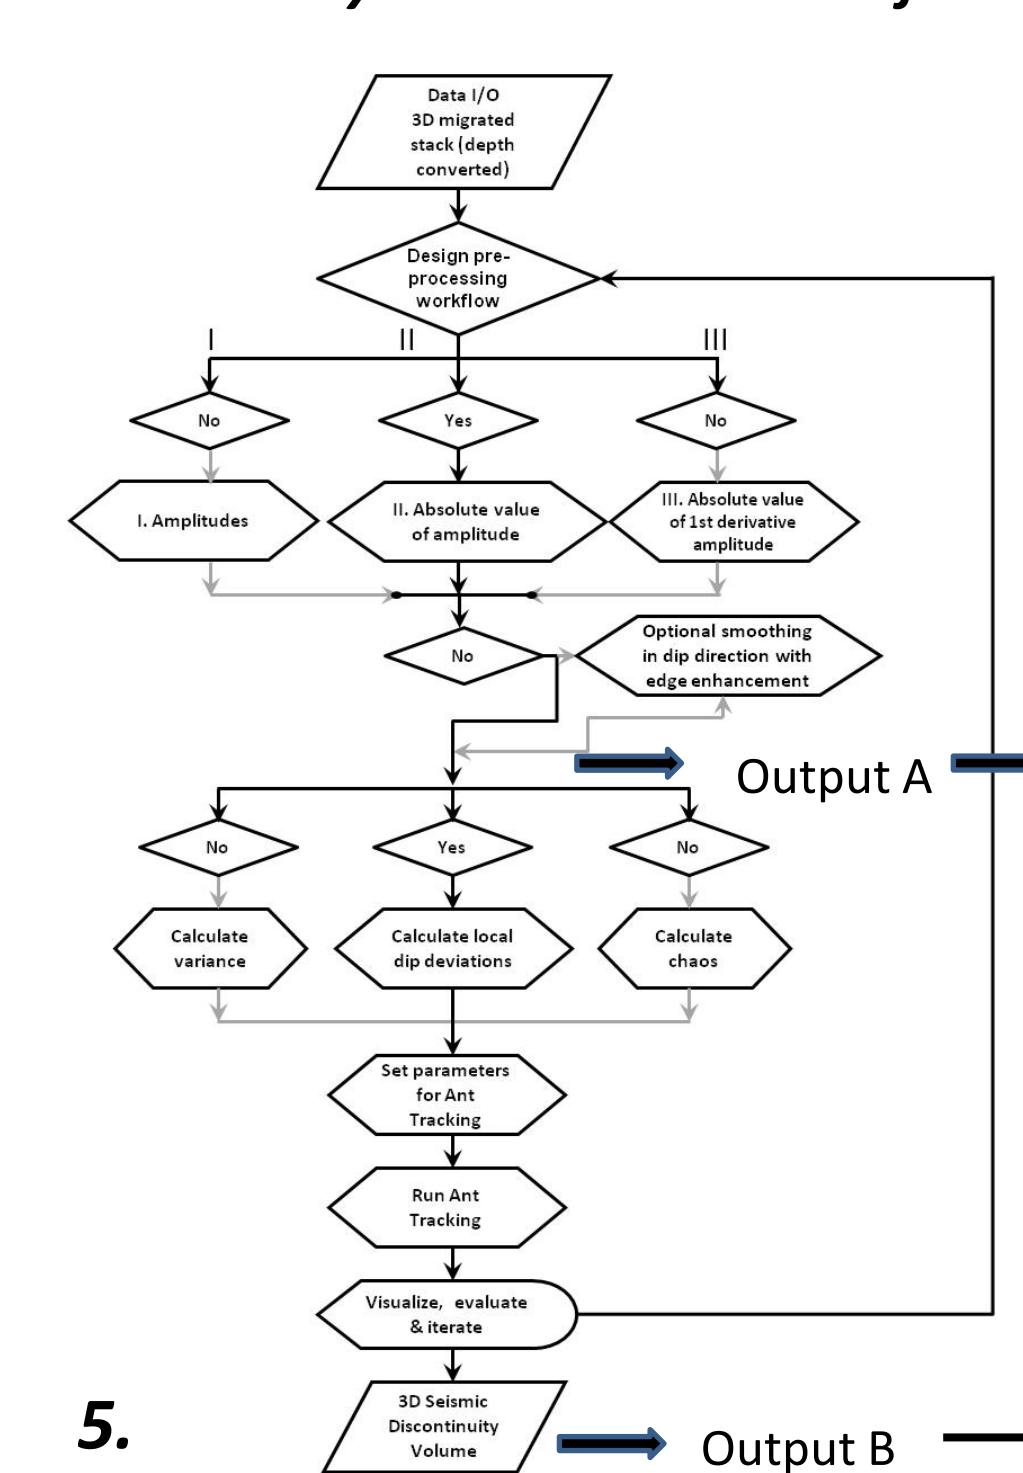 Data I/O
3D migrated
stack (depth
converted)
Design pre-
processing
workflow
I
II
III
No
Yes
No
I. Amplitudes
II. Absolute value
of amplitude
III. Absolute value
of 1st derivative
amplitude
No
Optional smoothing
in dip direction with
edge enhancement
Output A
No
Yes
No
Calculate
variance
Calculate local
dip deviations
Calculate
chaos
Set parameters
for Ant
Tracking
Run Ant
Tracking
Visualize, evaluate
& iterate
3D Seismic
Discontinuity
Volume
5.
Output B